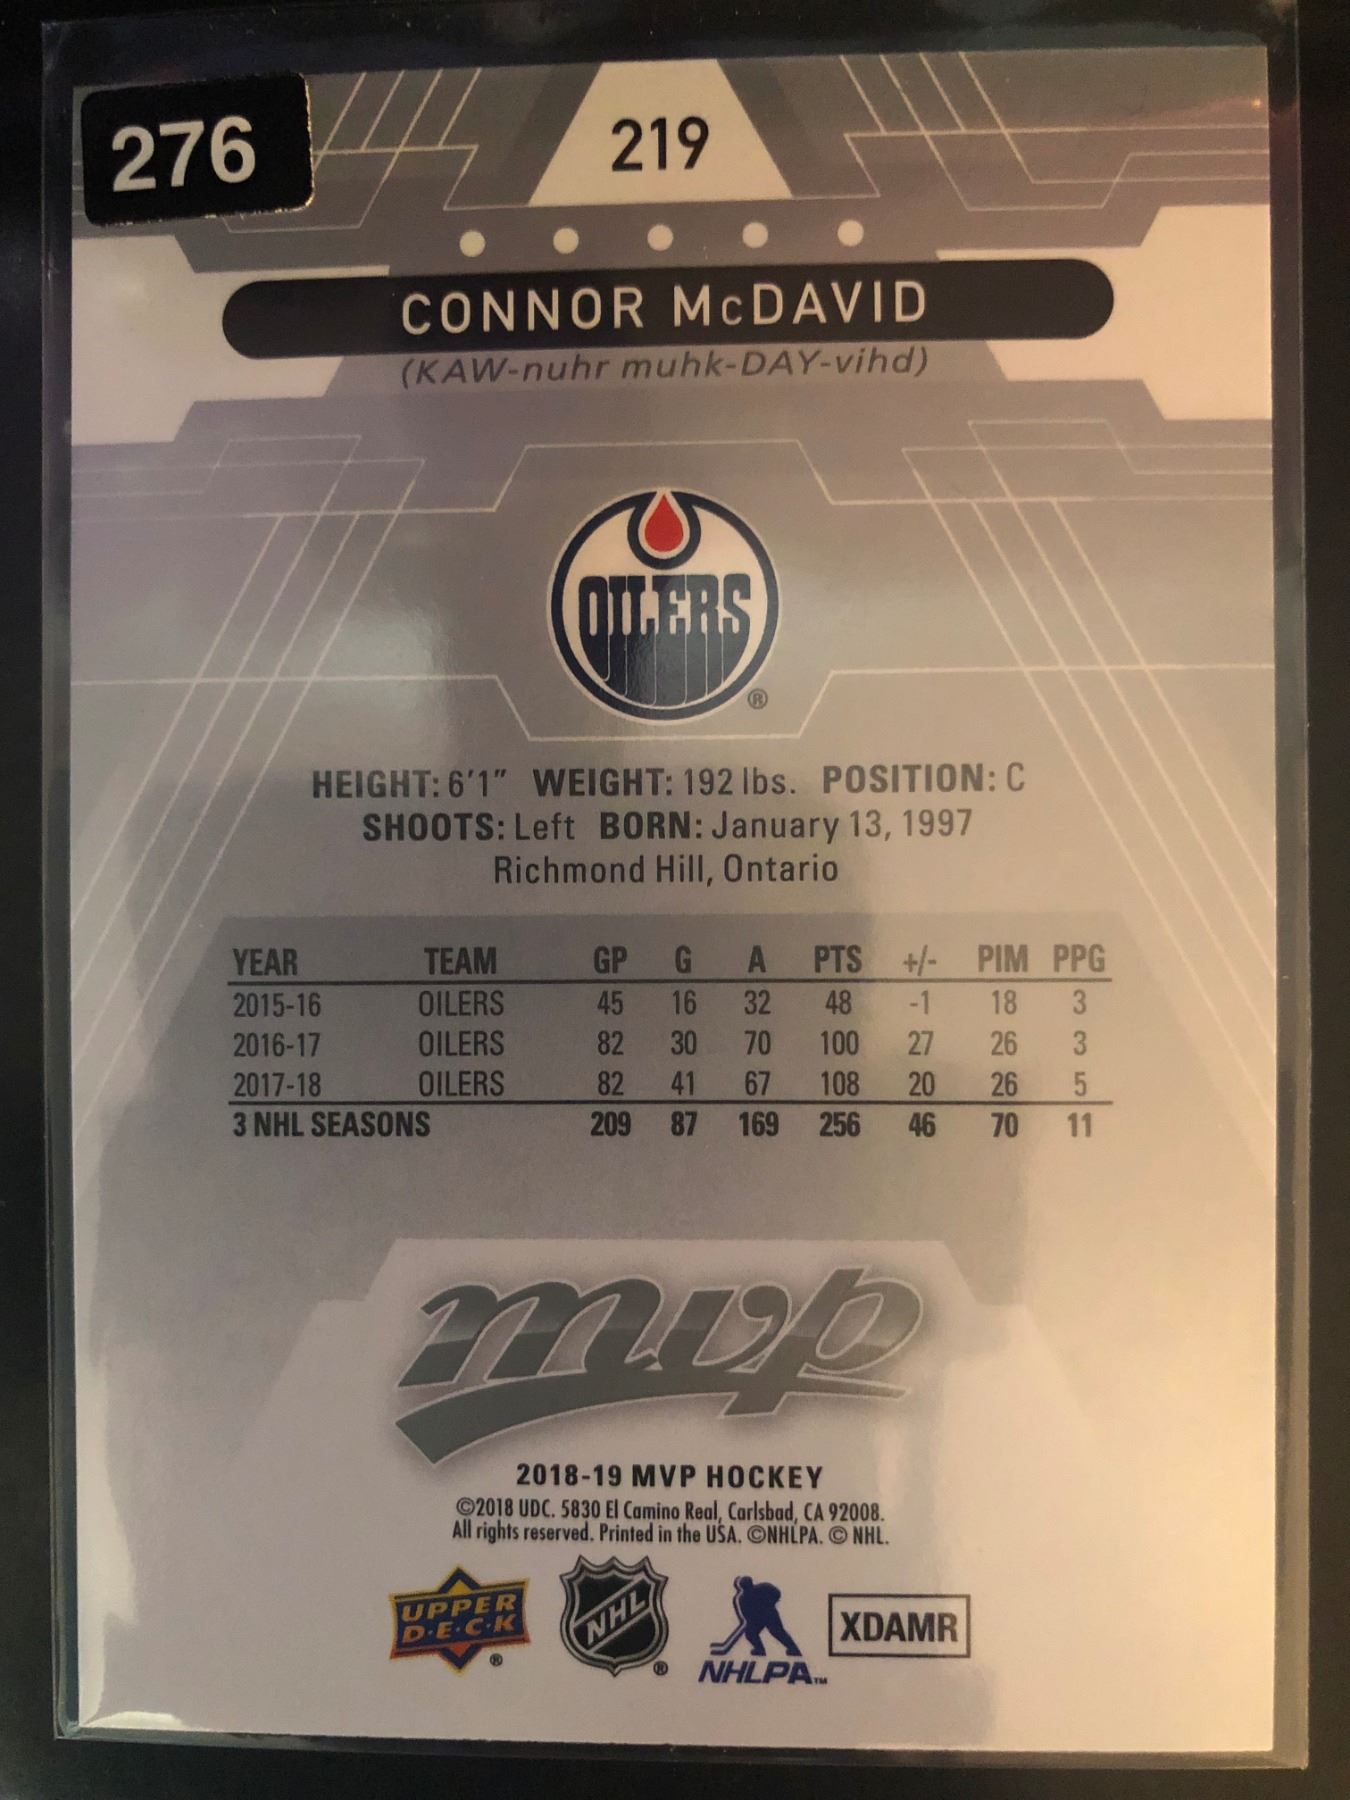 276
219
CONNOR McDAVID
(KAW-nuhr muhk-DAY-vihd)
OILERS
®
HEIGHT: 6'1" WEIGHT: 192 lbs. POSITION: C
SHOOTS: Left BORN: January 13, 1997
Richmond Hill, Ontario
YEAR TEAM GP G A PTS +/- PIM PPG
2015-16 OILERS 45 16 32 48 -1 18 3
2016-17 OILERS 82 30 70 100 27 26 3
2017-18 OILERS 82 41 67 108 20 26 5
3 NHL SEASONS 209 87 169 256 46 70 11
mvp
2018-19 MVP HOCKEY
©2018 UDC. 5830 El Camino Real, Carlsbad, CA 92008.
All rights reserved. Printed in the USA. ©NHLPA. © NHL.
UPPER
D·E·C·K ®
NHL ®
NHLPA™
XDAMR